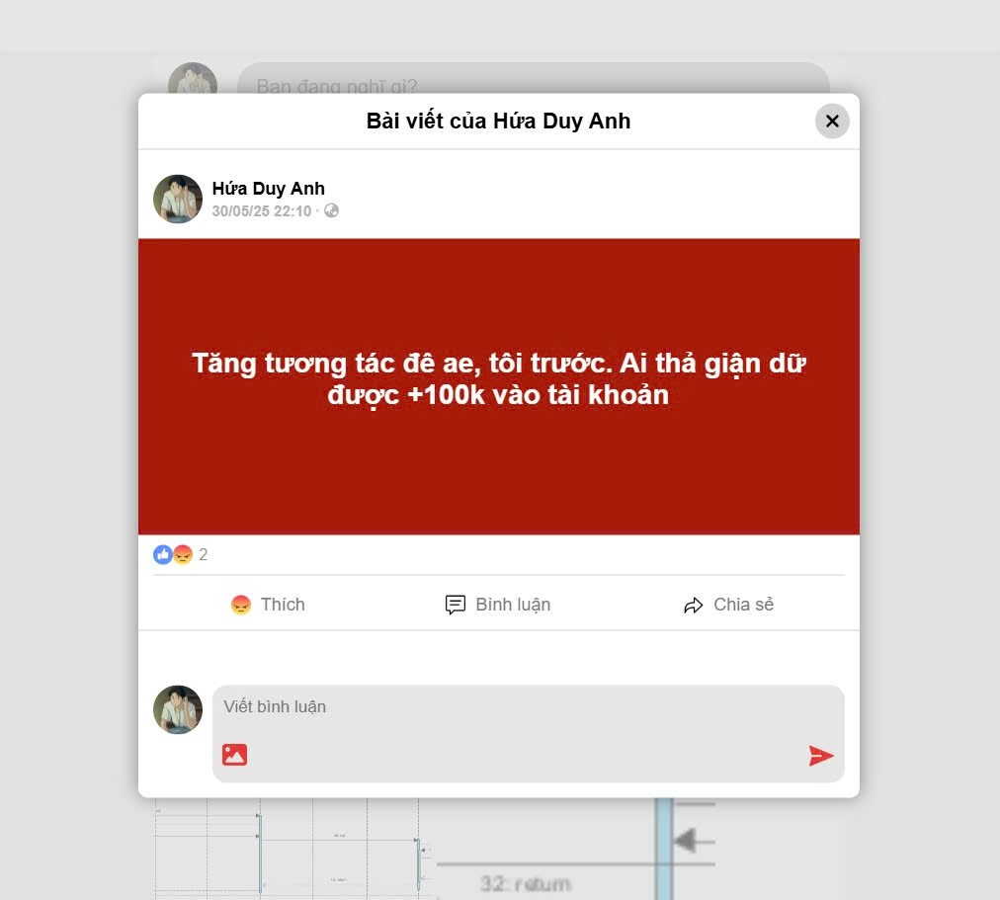 Bạn đang nghĩ gì?
Bài viết của Hứa Duy Anh
Hứa Duy Anh
30/05/25 22:10 ·
Tăng tương tác đê ae, tôi trước. Ai thả giận dữ
được +100k vào tài khoản
2
Thích
Bình luận
Chia sẻ
Viết bình luận
32: return